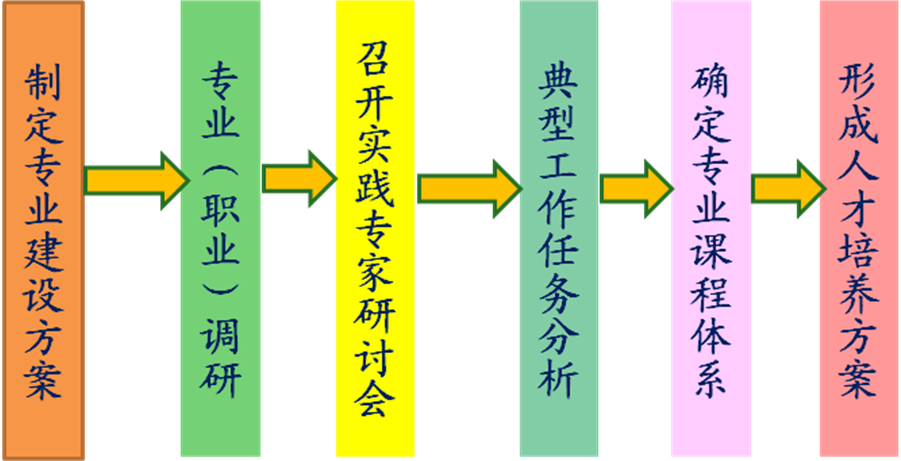 制定专业建设方案
专业（职业）调研
召开实践专家研讨会
典型工作任务分析
确定专业课程体系
形成人才培养方案